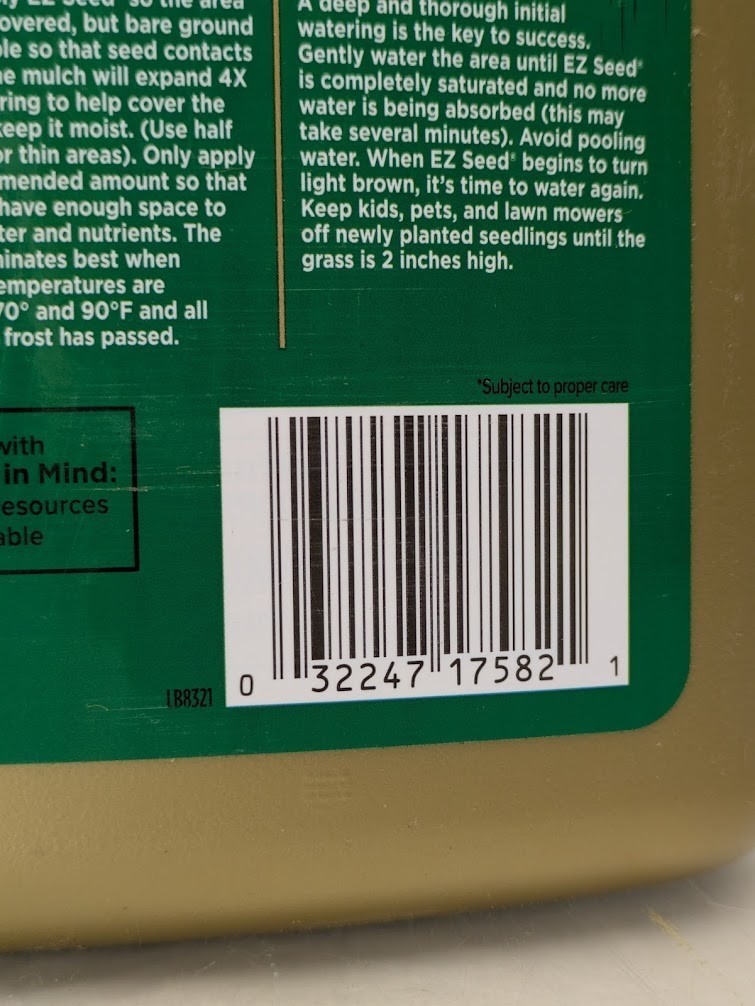 overed, but bare ground
so that seed contacts
mulch will expand 4X
ring to help cover the
keep it moist. (Use half
or thin areas). Only apply
mended amount so that
have enough space to
ter and nutrients. The
inates best when
emperatures are
70° and 90°F and all
frost has passed.
A deep and thorough initial
watering is the key to success.
Gently water the area until EZ Seed®
is completely saturated and no more
water is being absorbed (this may
take several minutes). Avoid pooling
water. When EZ Seed® begins to turn
light brown, it's time to water again.
Keep kids, pets, and lawn mowers
off newly planted seedlings until the
grass is 2 inches high.
*Subject to proper care
with
in Mind:
esources
able
LB8321
0 32247 17582 1